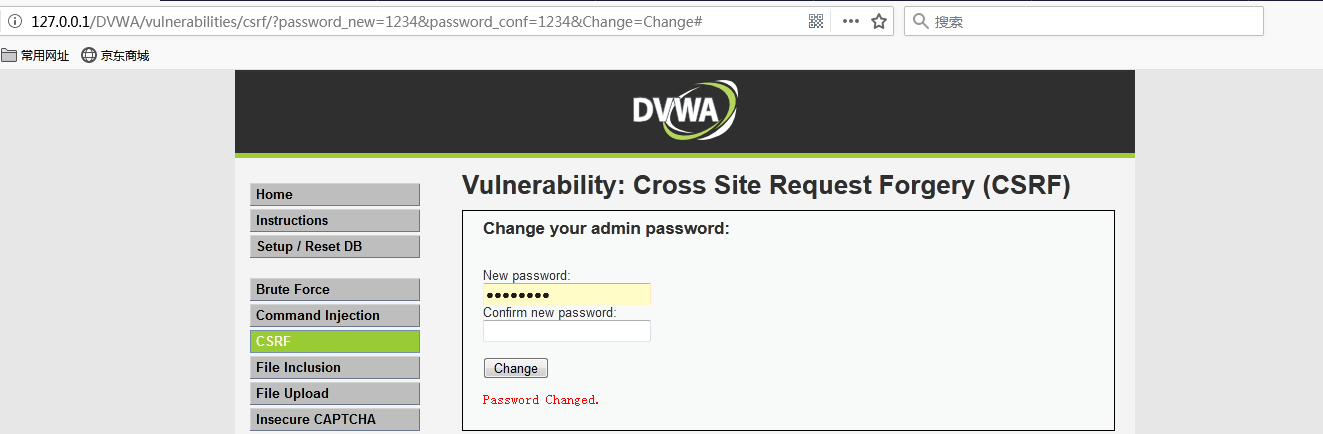 127.0.0.1/DVWA/vulnerabilities/csrf/?password_new=1234&password_conf=1234&Change=Change#
搜索
常用网址 京东商城
DVWA
Home
Instructions
Setup / Reset DB
Brute Force
Command Injection
CSRF
File Inclusion
File Upload
Insecure CAPTCHA
Vulnerability: Cross Site Request Forgery (CSRF)
Change your admin password:
New password:
••••••••
Confirm new password:
Change
Password Changed.